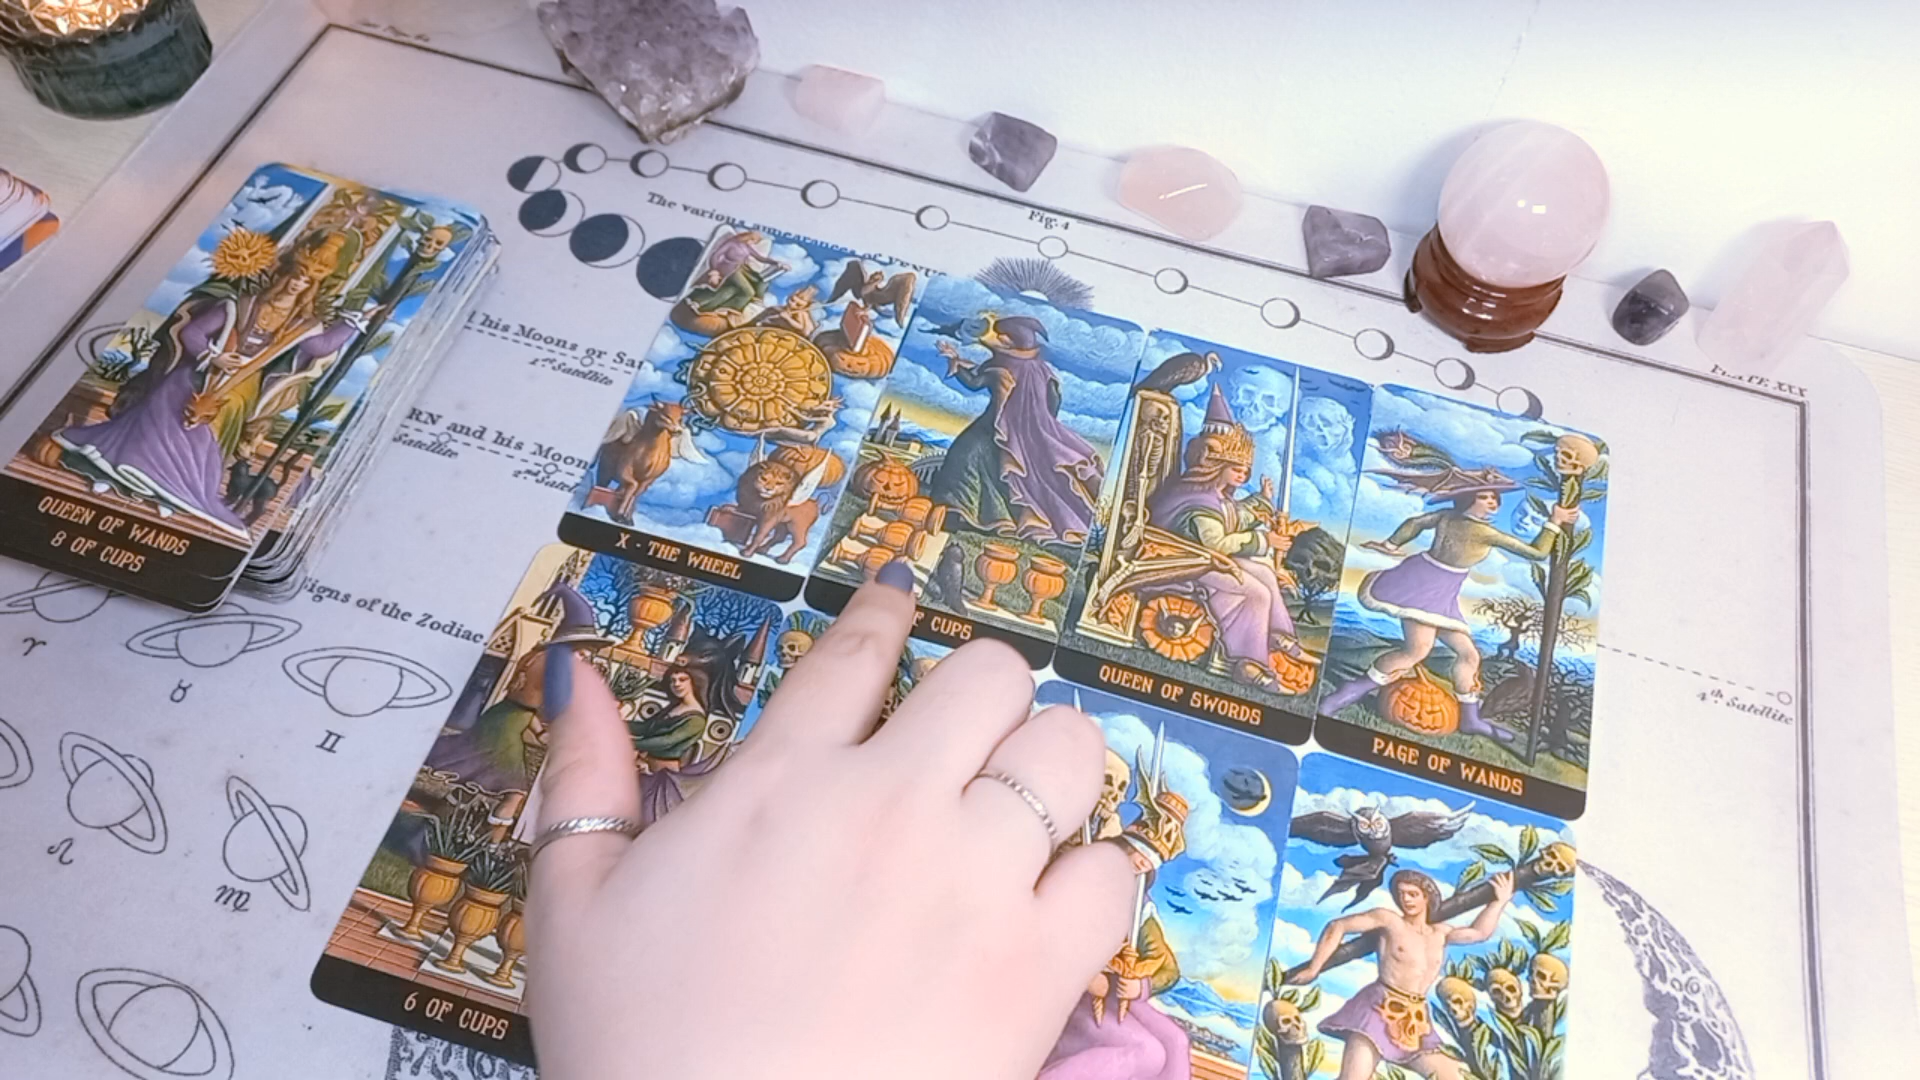 Fig. 4
The various appearances of VENUS
PLATE XXX
his Moons or Sat
1st Satellite
RN and his Moon
Satellite
2nd Satel
4th Satellite
igns of the Zodiac
♈
♉
♊
♌
♍
QUEEN OF WANDS
8 OF CUPS
X - THE WHEEL
F CUPS
QUEEN OF SWORDS
PAGE OF WANDS
6 OF CUPS